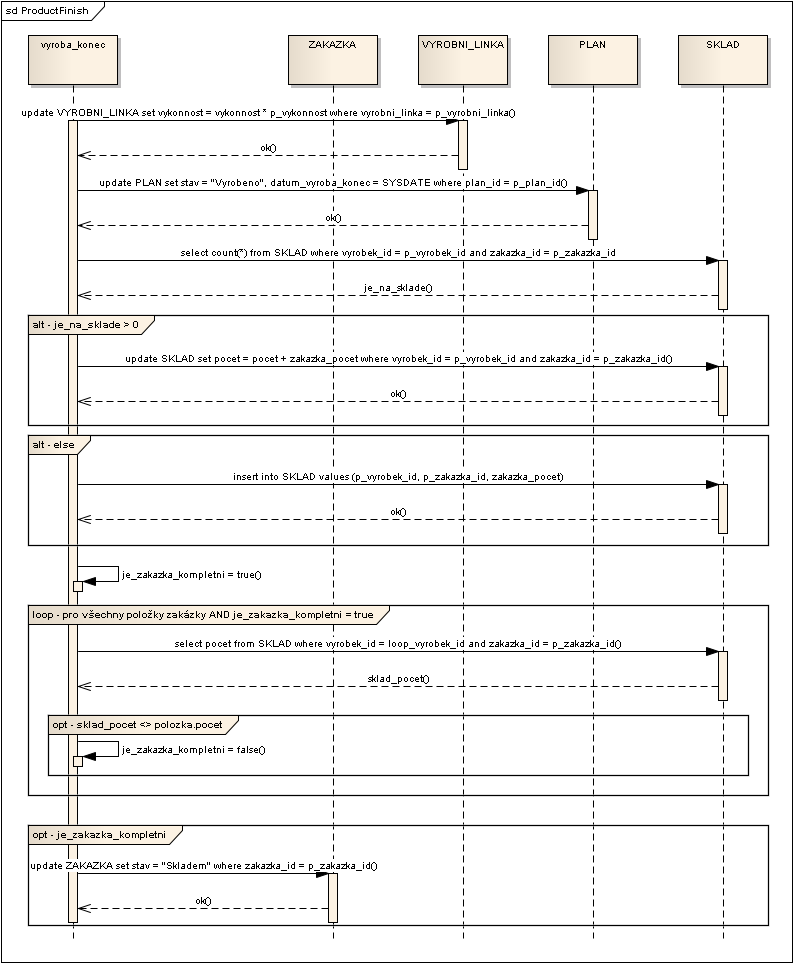 sd ProductFinish
vyroba_konec
ZAKAZKA
VYROBNI_LINKA
PLAN
SKLAD
update VYROBNI_LINKA set vykonnost = vykonnost * p_vykonnost where vyrobni_linka = p_vyrobni_linka()
ok()
update PLAN set stav = "Vyrobeno", datum_vyroba_konec = SYSDATE where plan_id = p_plan_id()
ok()
select count(*) from SKLAD where vyrobek_id = p_vyrobek_id and zakazka_id = p_zakazka_id
je_na_sklade()
alt - je_na_sklade > 0
update SKLAD set pocet = pocet + zakazka_pocet where vyrobek_id = p_vyrobek_id and zakazka_id = p_zakazka_id()
ok()
alt - else
insert into SKLAD values (p_vyrobek_id, p_zakazka_id, zakazka_pocet)
ok()
je_zakazka_kompletni = true()
loop - pro všechny položky zakázky AND je_zakazka_kompletni = true
select pocet from SKLAD where vyrobek_id = loop_vyrobek_id and zakazka_id = p_zakazka_id()
sklad_pocet()
opt - sklad_pocet <> polozka.pocet
je_zakazka_kompletni = false()
opt - je_zakazka_kompletni
update ZAKAZKA set stav = "Skladem" where zakazka_id = p_zakazka_id()
ok()